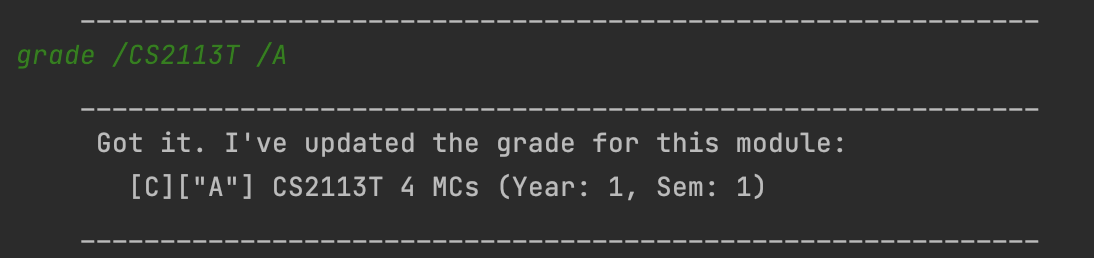 ____________________________________________________________
grade /CS2113T /A
____________________________________________________________
Got it. I've updated the grade for this module:
[C]["A"] CS2113T 4 MCs (Year: 1, Sem: 1)
____________________________________________________________